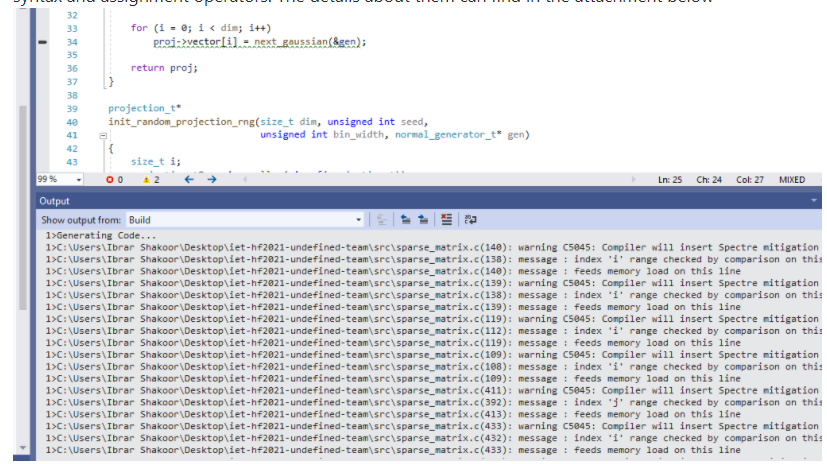 syntax and assignment operators. The details about them can find in the attachment below
32
33 for (i = 0; i < dim; i++)
34 proj->vector[i] = next_gaussian(&gen);
35
36 return proj;
37 }
38
39 projection_t*
40 init_random_projection_rng(size_t dim, unsigned int seed,
41 unsigned int bin_width, normal_generator_t* gen)
42 {
43 size_t i;
99 % 0 2 Ln: 25 Ch: 24 Col: 27 MIXED
Output
Show output from: Build
1>Generating Code...
1>C:\Users\Ibrar Shakoor\Desktop\iet-hf2021-undefined-team\src\sparse_matrix.c(140): warning C5045: Compiler will insert Spectre mitigation
1>C:\Users\Ibrar Shakoor\Desktop\iet-hf2021-undefined-team\src\sparse_matrix.c(138): message : index 'i' range checked by comparison on this
1>C:\Users\Ibrar Shakoor\Desktop\iet-hf2021-undefined-team\src\sparse_matrix.c(140): message : feeds memory load on this line
1>C:\Users\Ibrar Shakoor\Desktop\iet-hf2021-undefined-team\src\sparse_matrix.c(139): warning C5045: Compiler will insert Spectre mitigation
1>C:\Users\Ibrar Shakoor\Desktop\iet-hf2021-undefined-team\src\sparse_matrix.c(138): message : index 'i' range checked by comparison on this
1>C:\Users\Ibrar Shakoor\Desktop\iet-hf2021-undefined-team\src\sparse_matrix.c(139): message : feeds memory load on this line
1>C:\Users\Ibrar Shakoor\Desktop\iet-hf2021-undefined-team\src\sparse_matrix.c(119): warning C5045: Compiler will insert Spectre mitigation
1>C:\Users\Ibrar Shakoor\Desktop\iet-hf2021-undefined-team\src\sparse_matrix.c(112): message : index 'i' range checked by comparison on this
1>C:\Users\Ibrar Shakoor\Desktop\iet-hf2021-undefined-team\src\sparse_matrix.c(119): message : feeds memory load on this line
1>C:\Users\Ibrar Shakoor\Desktop\iet-hf2021-undefined-team\src\sparse_matrix.c(109): warning C5045: Compiler will insert Spectre mitigation
1>C:\Users\Ibrar Shakoor\Desktop\iet-hf2021-undefined-team\src\sparse_matrix.c(108): message : index 'i' range checked by comparison on this
1>C:\Users\Ibrar Shakoor\Desktop\iet-hf2021-undefined-team\src\sparse_matrix.c(109): message : feeds memory load on this line
1>C:\Users\Ibrar Shakoor\Desktop\iet-hf2021-undefined-team\src\sparse_matrix.c(411): warning C5045: Compiler will insert Spectre mitigation
1>C:\Users\Ibrar Shakoor\Desktop\iet-hf2021-undefined-team\src\sparse_matrix.c(392): message : index 'j' range checked by comparison on this
1>C:\Users\Ibrar Shakoor\Desktop\iet-hf2021-undefined-team\src\sparse_matrix.c(413): message : feeds memory load on this line
1>C:\Users\Ibrar Shakoor\Desktop\iet-hf2021-undefined-team\src\sparse_matrix.c(433): warning C5045: Compiler will insert Spectre mitigation
1>C:\Users\Ibrar Shakoor\Desktop\iet-hf2021-undefined-team\src\sparse_matrix.c(432): message : index 'i' range checked by comparison on this
1>C:\Users\Ibrar Shakoor\Desktop\iet-hf2021-undefined-team\src\sparse_matrix.c(433): message : feeds memory load on this line